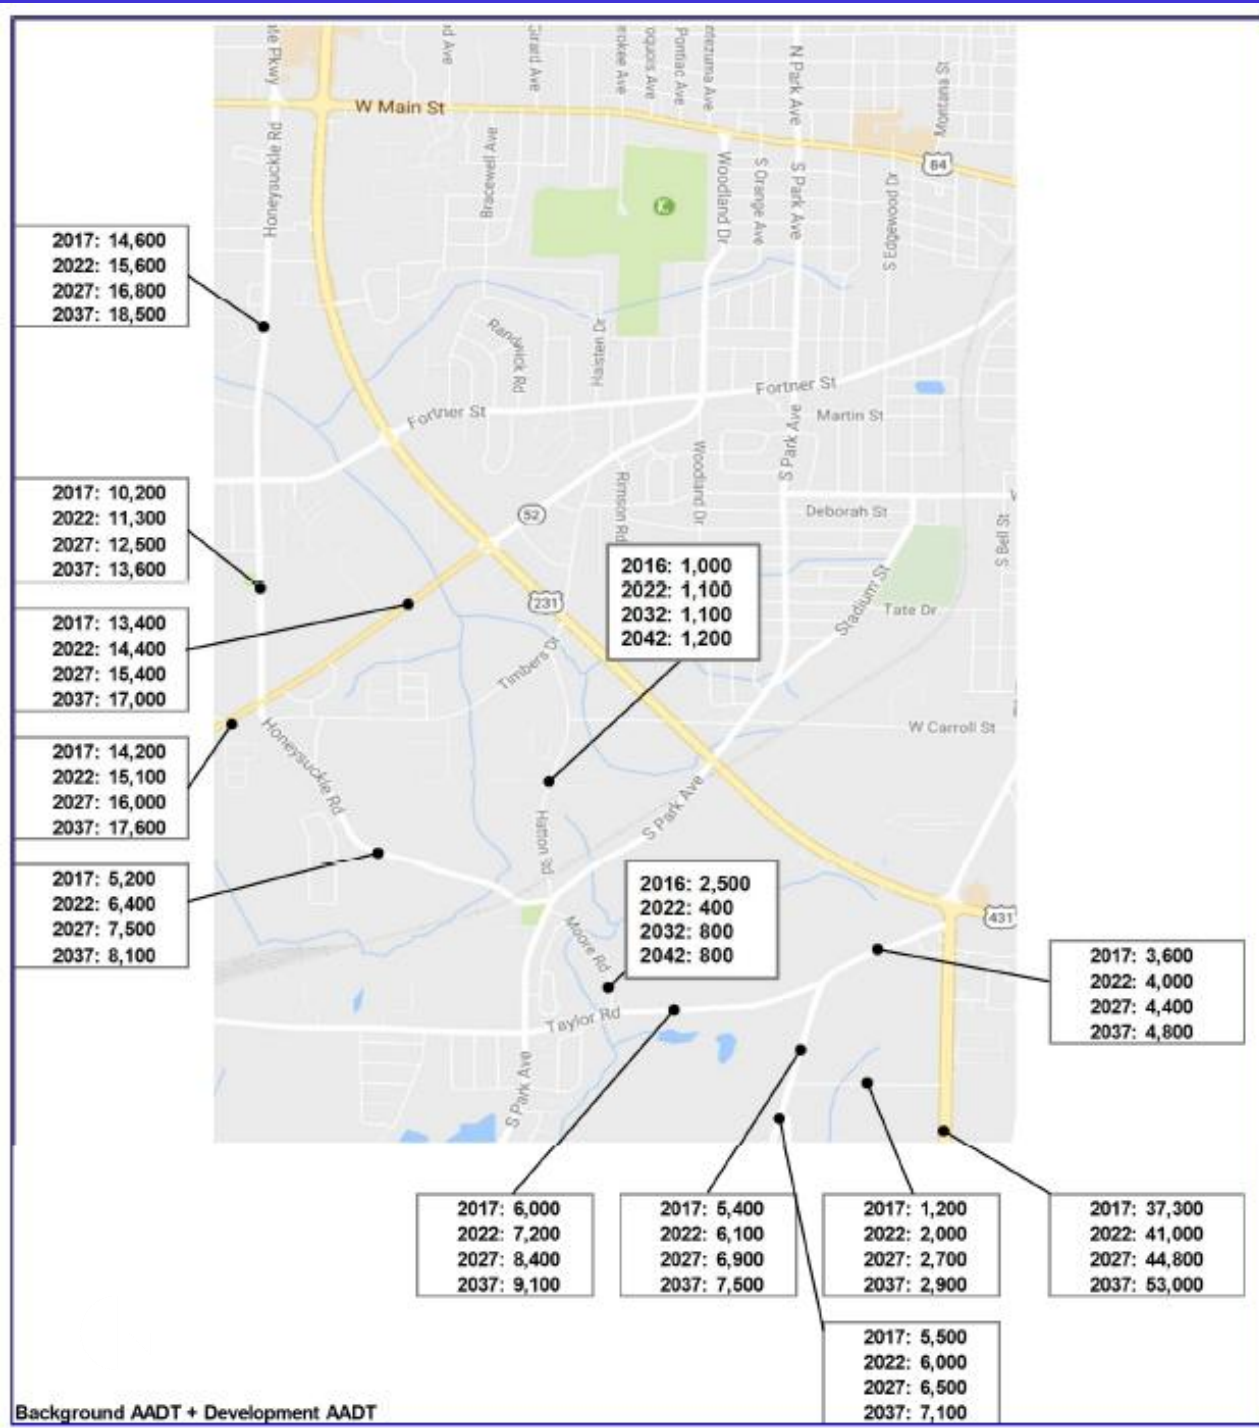 W Main St
N Park Ave
Montana St
Girard Ave
Pontiac Ave
Honeysuckle Rd
Bracewell Ave
Woodland Dr
S Orange Ave
S Park Ave
S Edgewood Dr
84
2017: 14,600
2022: 15,600
2027: 16,800
2037: 18,500
Randwick Rd
Halsten Dr
Fortner St
Fortner St
Martin St
S Park Ave
Woodland Dr
Rimson Rd
Deborah St
S Bell St
52
2017: 10,200
2022: 11,300
2027: 12,500
2037: 13,600
2016: 1,000
2022: 1,100
2032: 1,100
2042: 1,200
231
Stadium St
Tate Dr
2017: 13,400
2022: 14,400
2027: 15,400
2037: 17,000
Timbers Dr
W Carroll St
Honeysuckle Rd
2017: 14,200
2022: 15,100
2027: 16,000
2037: 17,600
S Park Ave
Hatton Rd
2017: 5,200
2022: 6,400
2027: 7,500
2037: 8,100
2016: 2,500
2022: 400
2032: 800
2042: 800
431
Moore Rd
2017: 3,600
2022: 4,000
2027: 4,400
2037: 4,800
Taylor Rd
S Park Ave
2017: 6,000
2022: 7,200
2027: 8,400
2037: 9,100
2017: 5,400
2022: 6,100
2027: 6,900
2037: 7,500
2017: 1,200
2022: 2,000
2027: 2,700
2037: 2,900
2017: 37,300
2022: 41,000
2027: 44,800
2037: 53,000
2017: 5,500
2022: 6,000
2027: 6,500
2037: 7,100
Background AADT + Development AADT